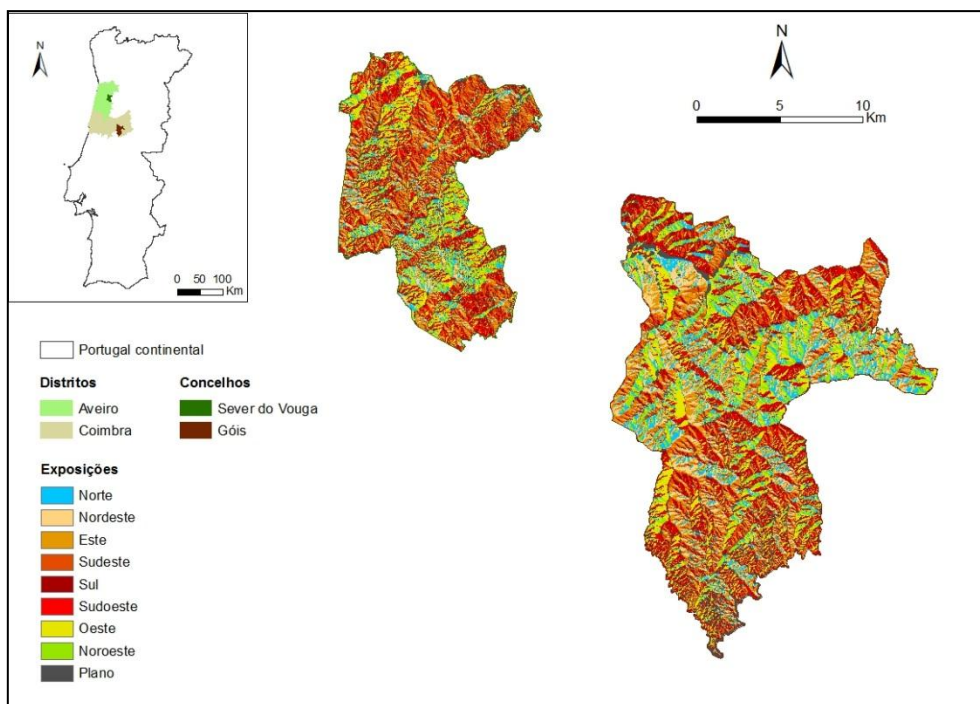 N
0 50 100
Km
N
0 5 10
Km
Portugal continental
Distritos
Aveiro
Coimbra
Concelhos
Sever do Vouga
Góis
Exposições
Norte
Nordeste
Este
Sudeste
Sul
Sudoeste
Oeste
Noroeste
Plano